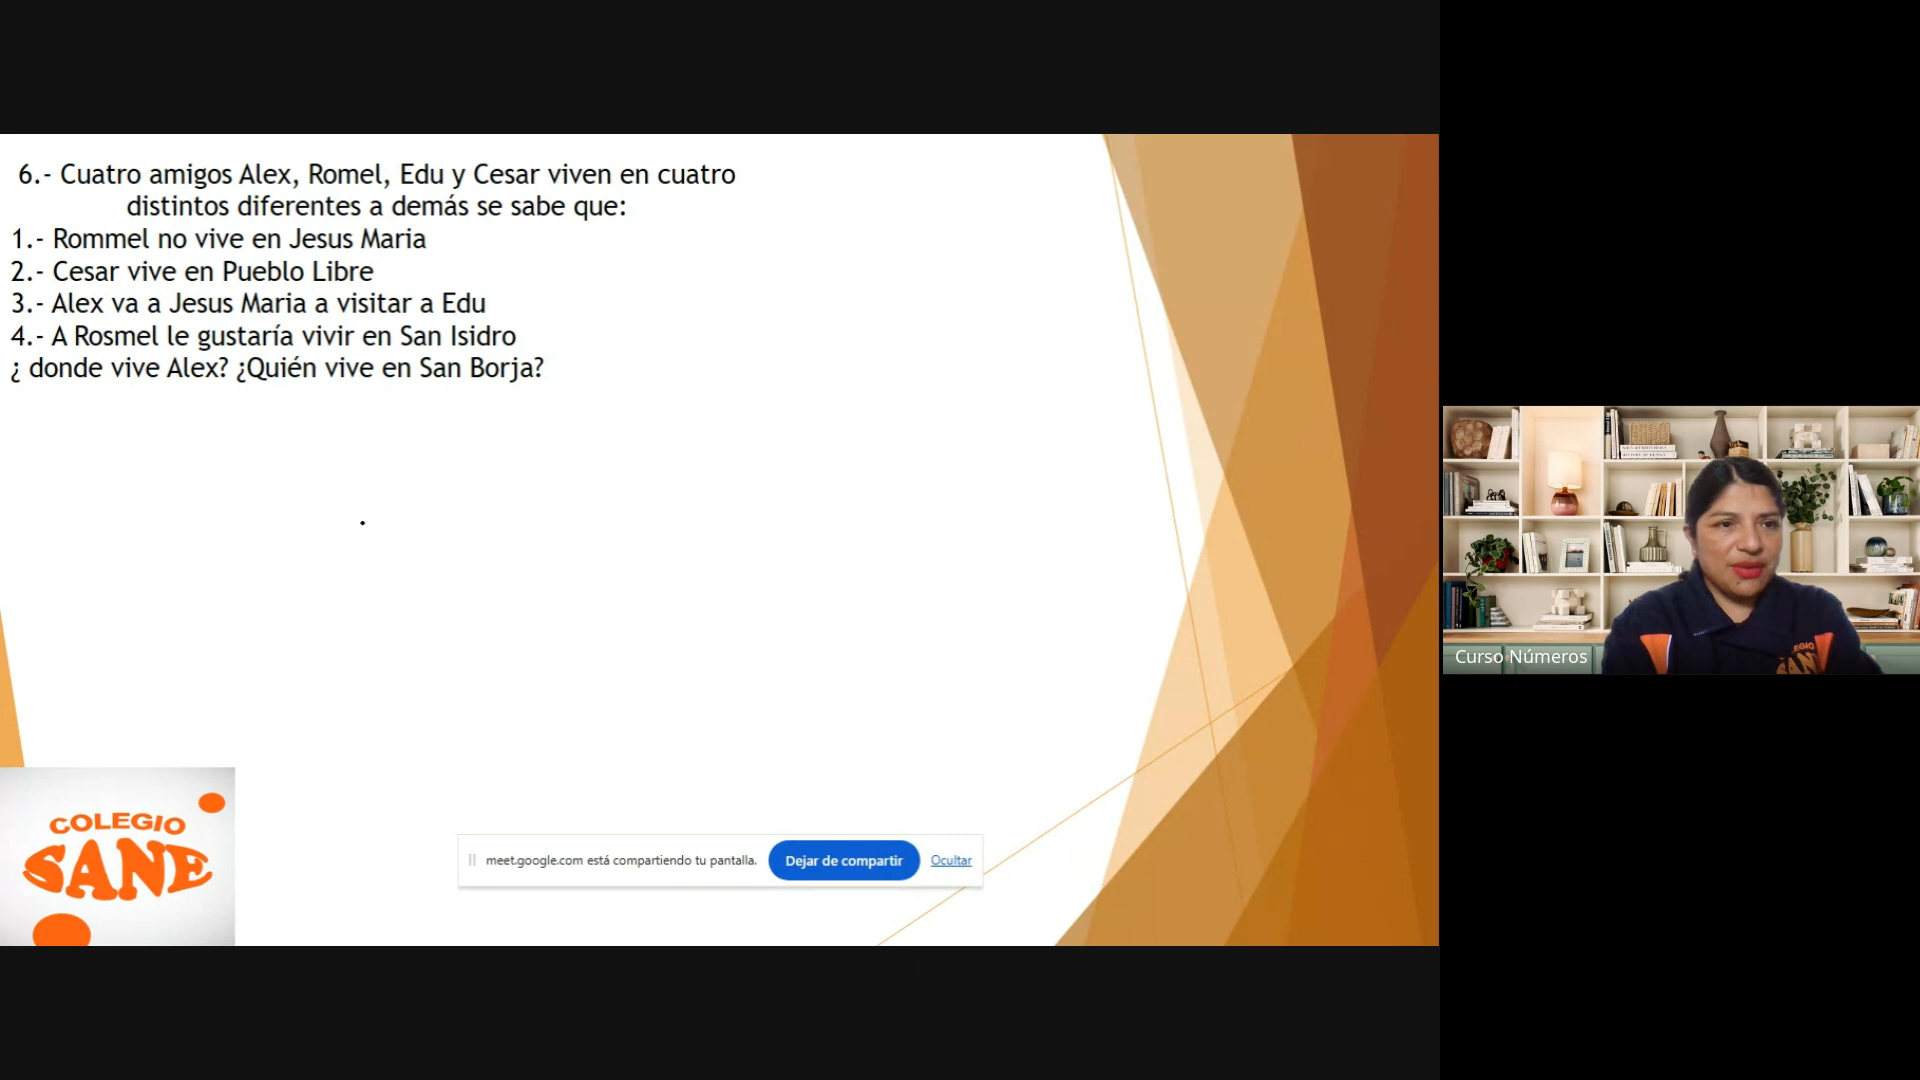 6.- Cuatro amigos Alex, Romel, Edu y Cesar viven en cuatro
distintos diferentes a demás se sabe que:
1.- Rommel no vive en Jesus Maria
2.- Cesar vive en Pueblo Libre
3.- Alex va a Jesus Maria a visitar a Edu
4.- A Rosmel le gustaría vivir en San Isidro
¿ donde vive Alex? ¿Quién vive en San Borja?
COLEGIO
SANE
meet.google.com está compartiendo tu pantalla.
Dejar de compartir
Ocultar
Curso Números